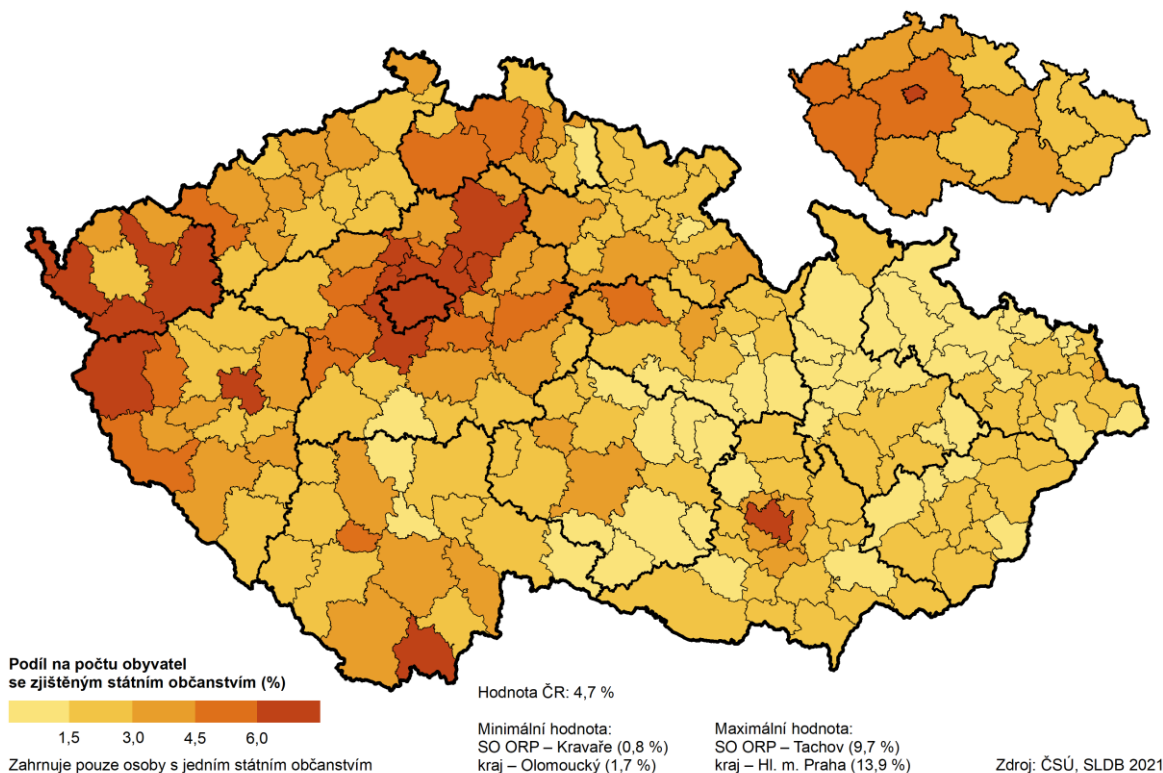 Podíl na počtu obyvatel
se zjištěným státním občanstvím (%)
1,5 3,0 4,5 6,0
Zahrnuje pouze osoby s jedním státním občanstvím
Hodnota ČR: 4,7 %
Minimální hodnota:
SO ORP – Kravaře (0,8 %)
kraj – Olomoucký (1,7 %)
Maximální hodnota:
SO ORP – Tachov (9,7 %)
kraj – Hl. m. Praha (13,9 %)
Zdroj: ČSÚ, SLDB 2021